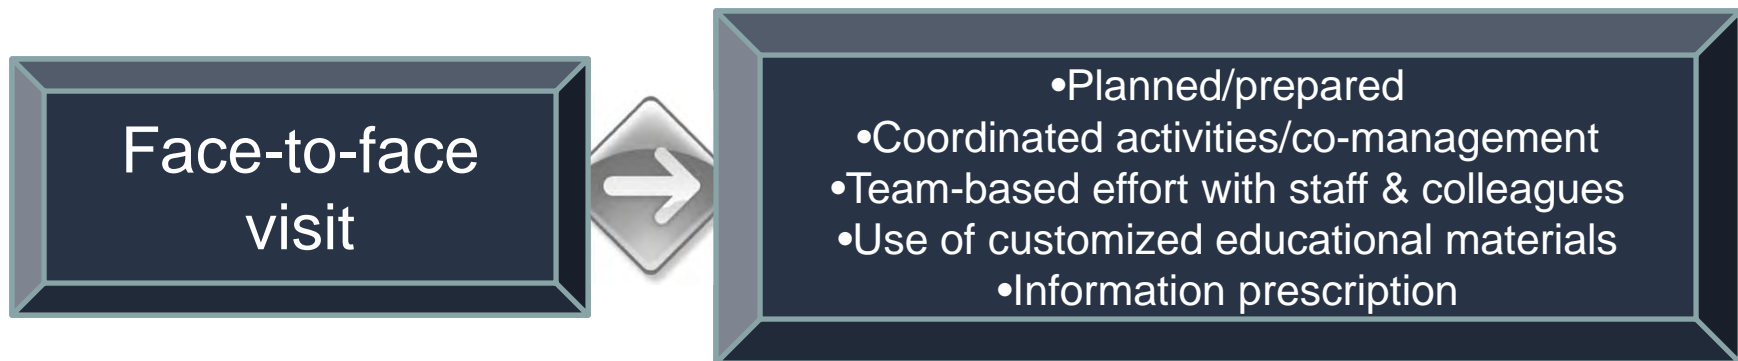 Face-to-face
visit
•Planned/prepared
•Coordinated activities/co-management
•Team-based effort with staff & colleagues
•Use of customized educational materials
•Information prescription